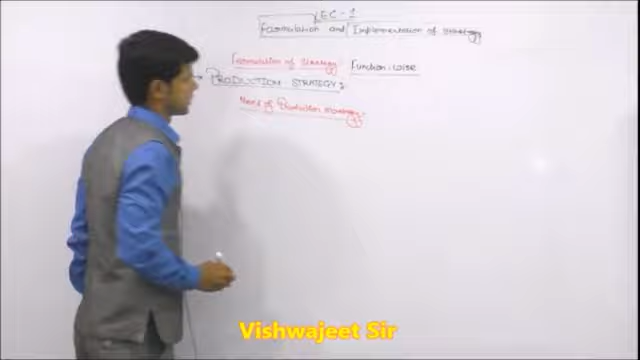 LEC-1
Formulation and Implementation of Strategy
Formulation of Strategy Function-wise
PRODUCTION STRATEGY:
Need of Production Strategy:
Vishwajeet Sir